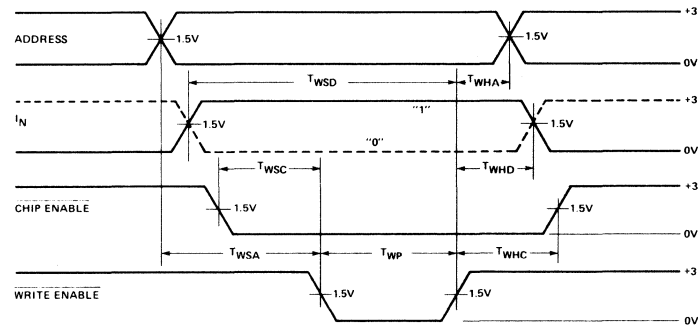 +3
ADDRESS
1.5V
1.5V
0V
TWSD
TWHA
+3
IN
1.5V
"1"
1.5V
"0"
0V
TWSC
TWHD
+3
CHIP ENABLE
1.5V
1.5V
0V
TWSA
TWP
TWHC
+3
WRITE ENABLE
1.5V
1.5V
0V